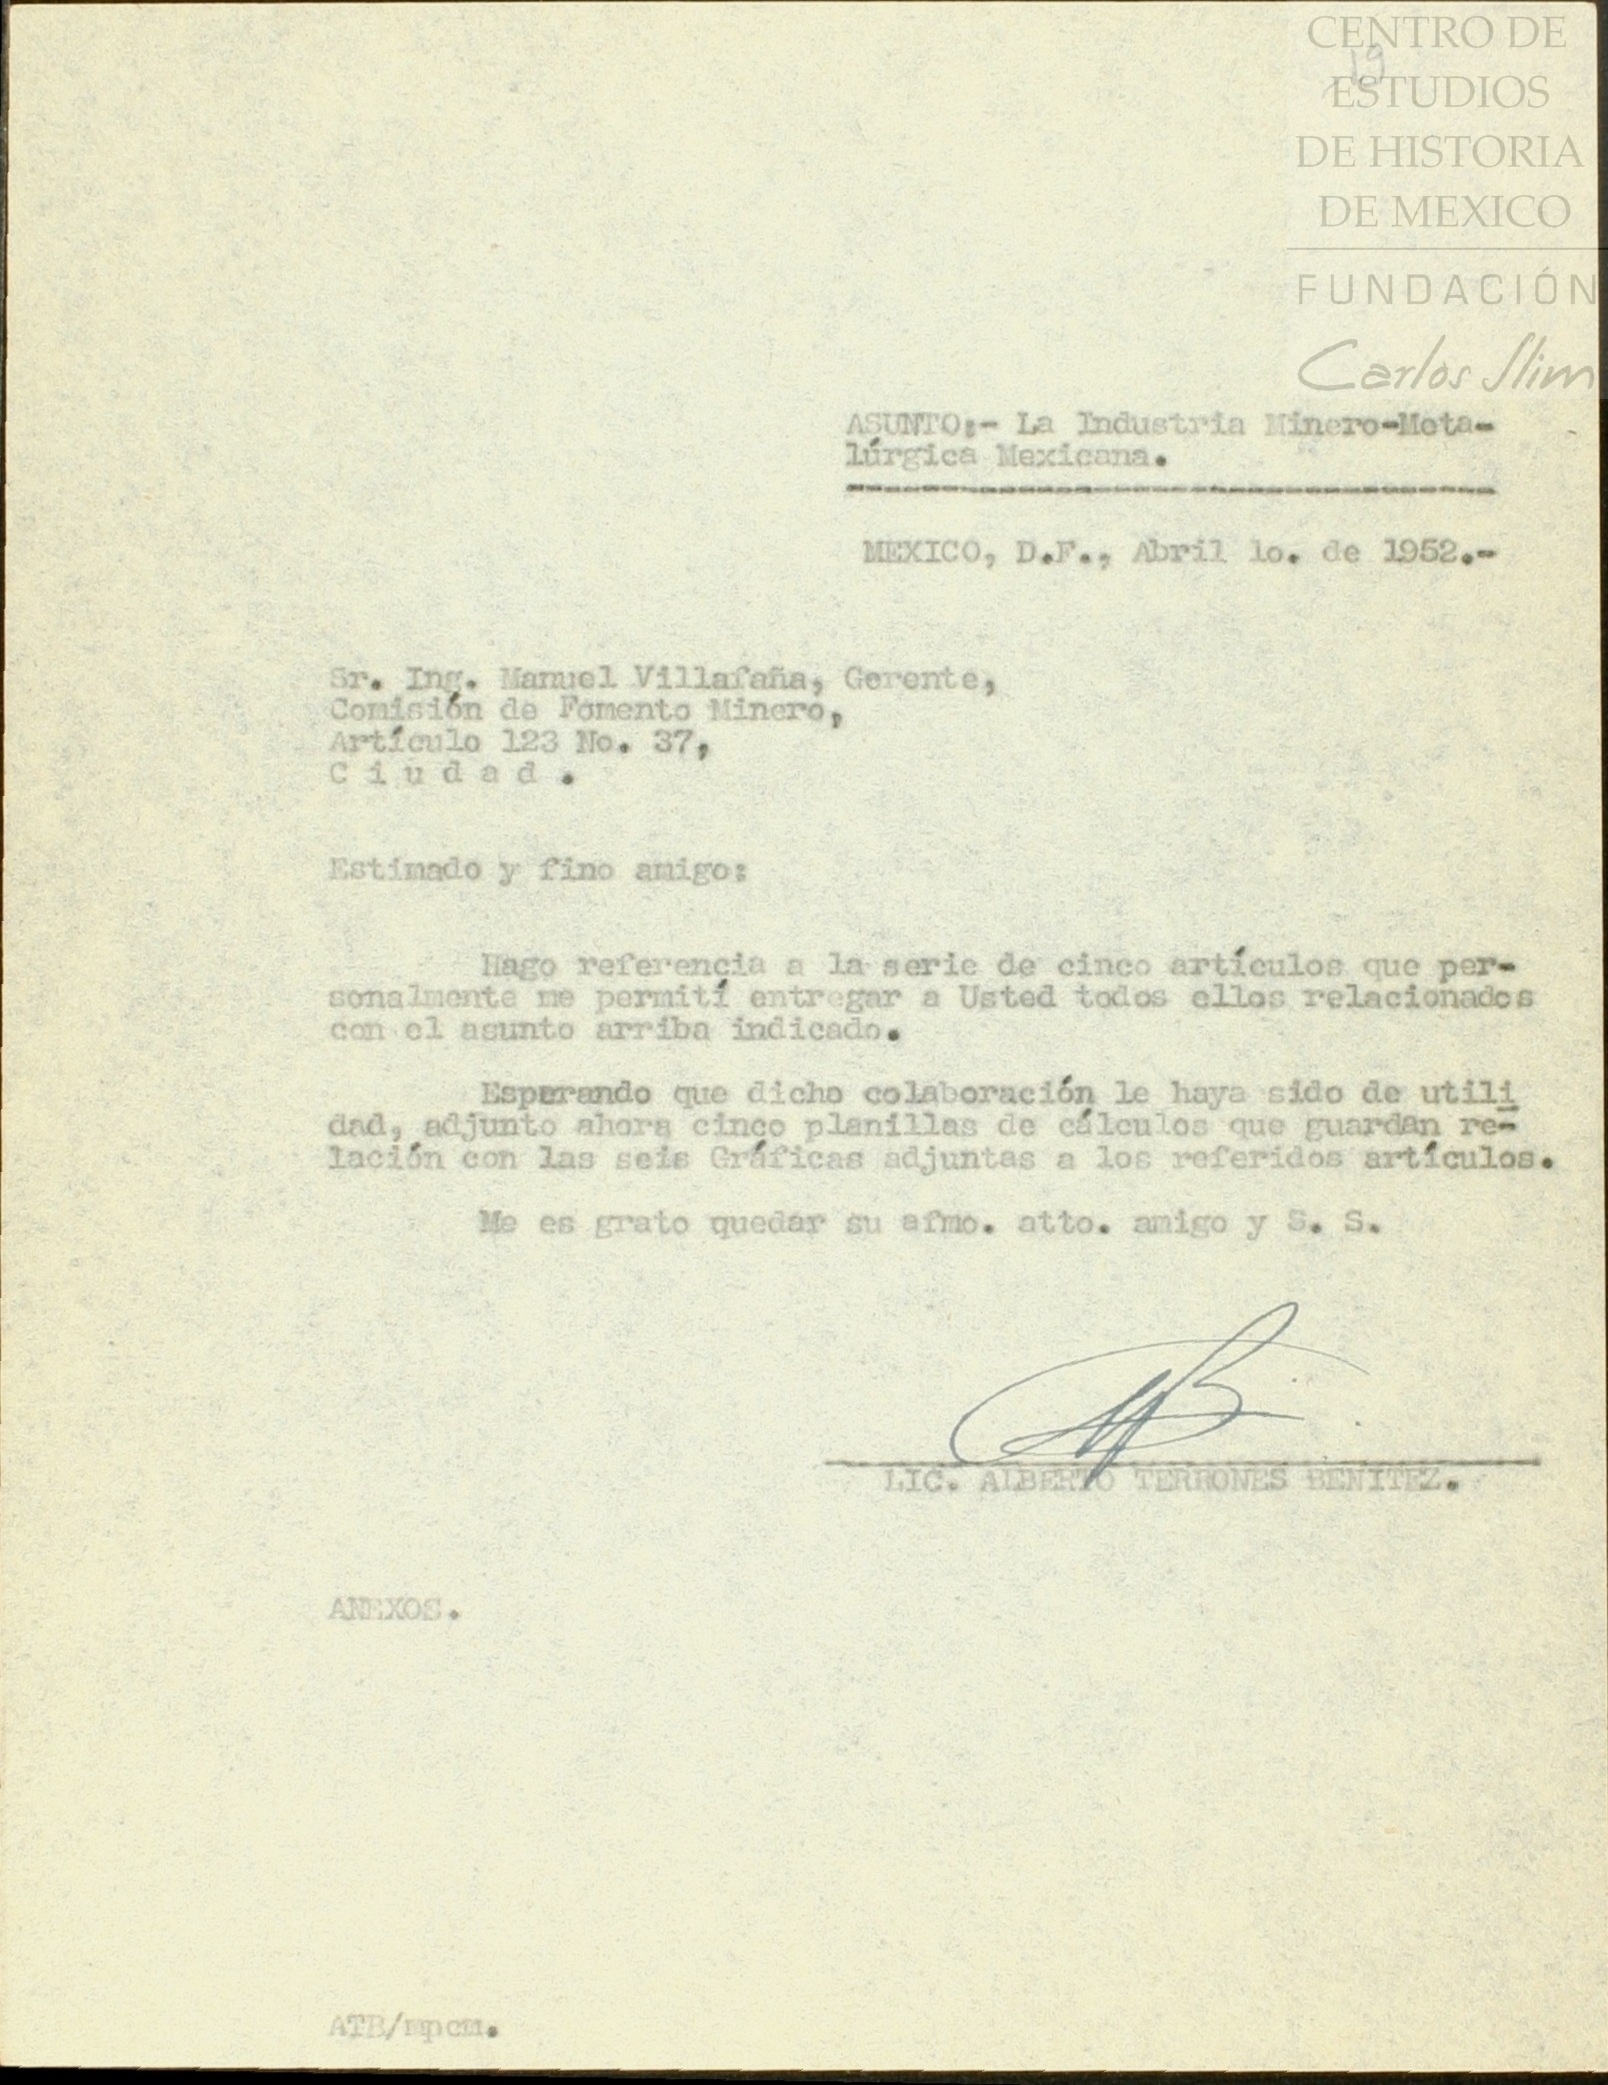 CENTRO DE
ESTUDIOS
DE HISTORIA
DE MEXICO
FUNDACIÓN
Carlos Slim
19
ASUNTO:- La Industria Minero-Meta-
lúrgica Mexicana.
MEXICO, D.F., Abril 1o. de 1952.-
Sr. Ing. Manuel Villafaña, Gerente,
Comisión de Fomento Minero,
Artículo 123 No. 37,
C i u d a d .
Estimado y fino amigo:
Hago referencia a la serie de cinco artículos que per-
sonalmente me permití entregar a Usted todos ellos relacionados
con el asunto arriba indicado.
Esperando que dicho colaboración le haya sido de utili
dad, adjunto ahora cinco planillas de cálculos que guardan re-
lación con las seis Gráficas adjuntas a los referidos artículos.
Me es grato quedar su afmo. atto. amigo y S. S.
LIC. ALBERTO TERRONES BENITEZ.
ANEXOS.
ATB/mpcm.